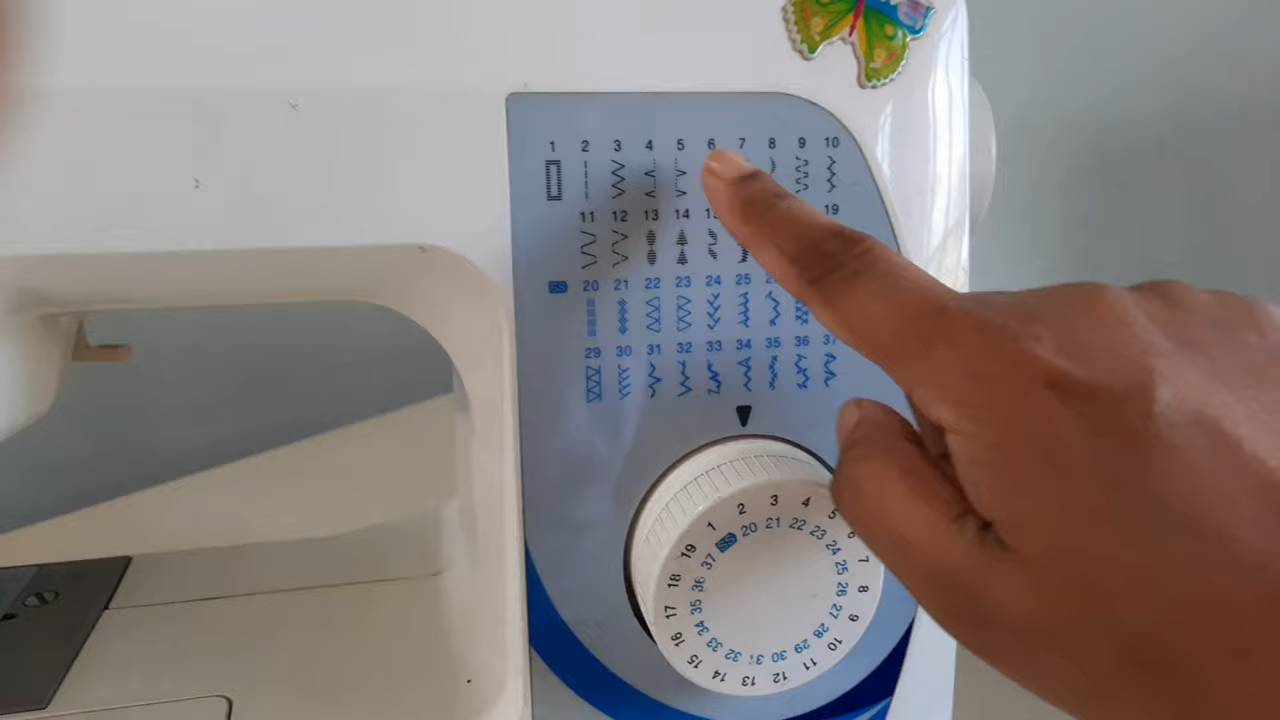 1 2 3 4 5 6 7 8 9 10
11 12 13 14 19
SS 20 21 22 23 24 25
29 30 31 32 33 34 35 36
1 2 3 4 5 6 7 8 9 10 11 12 13 14 15 16 17 18 19
SS 20 21 22 23 24 25 26 27 28 29 30 31 32 33 34 35 36 37